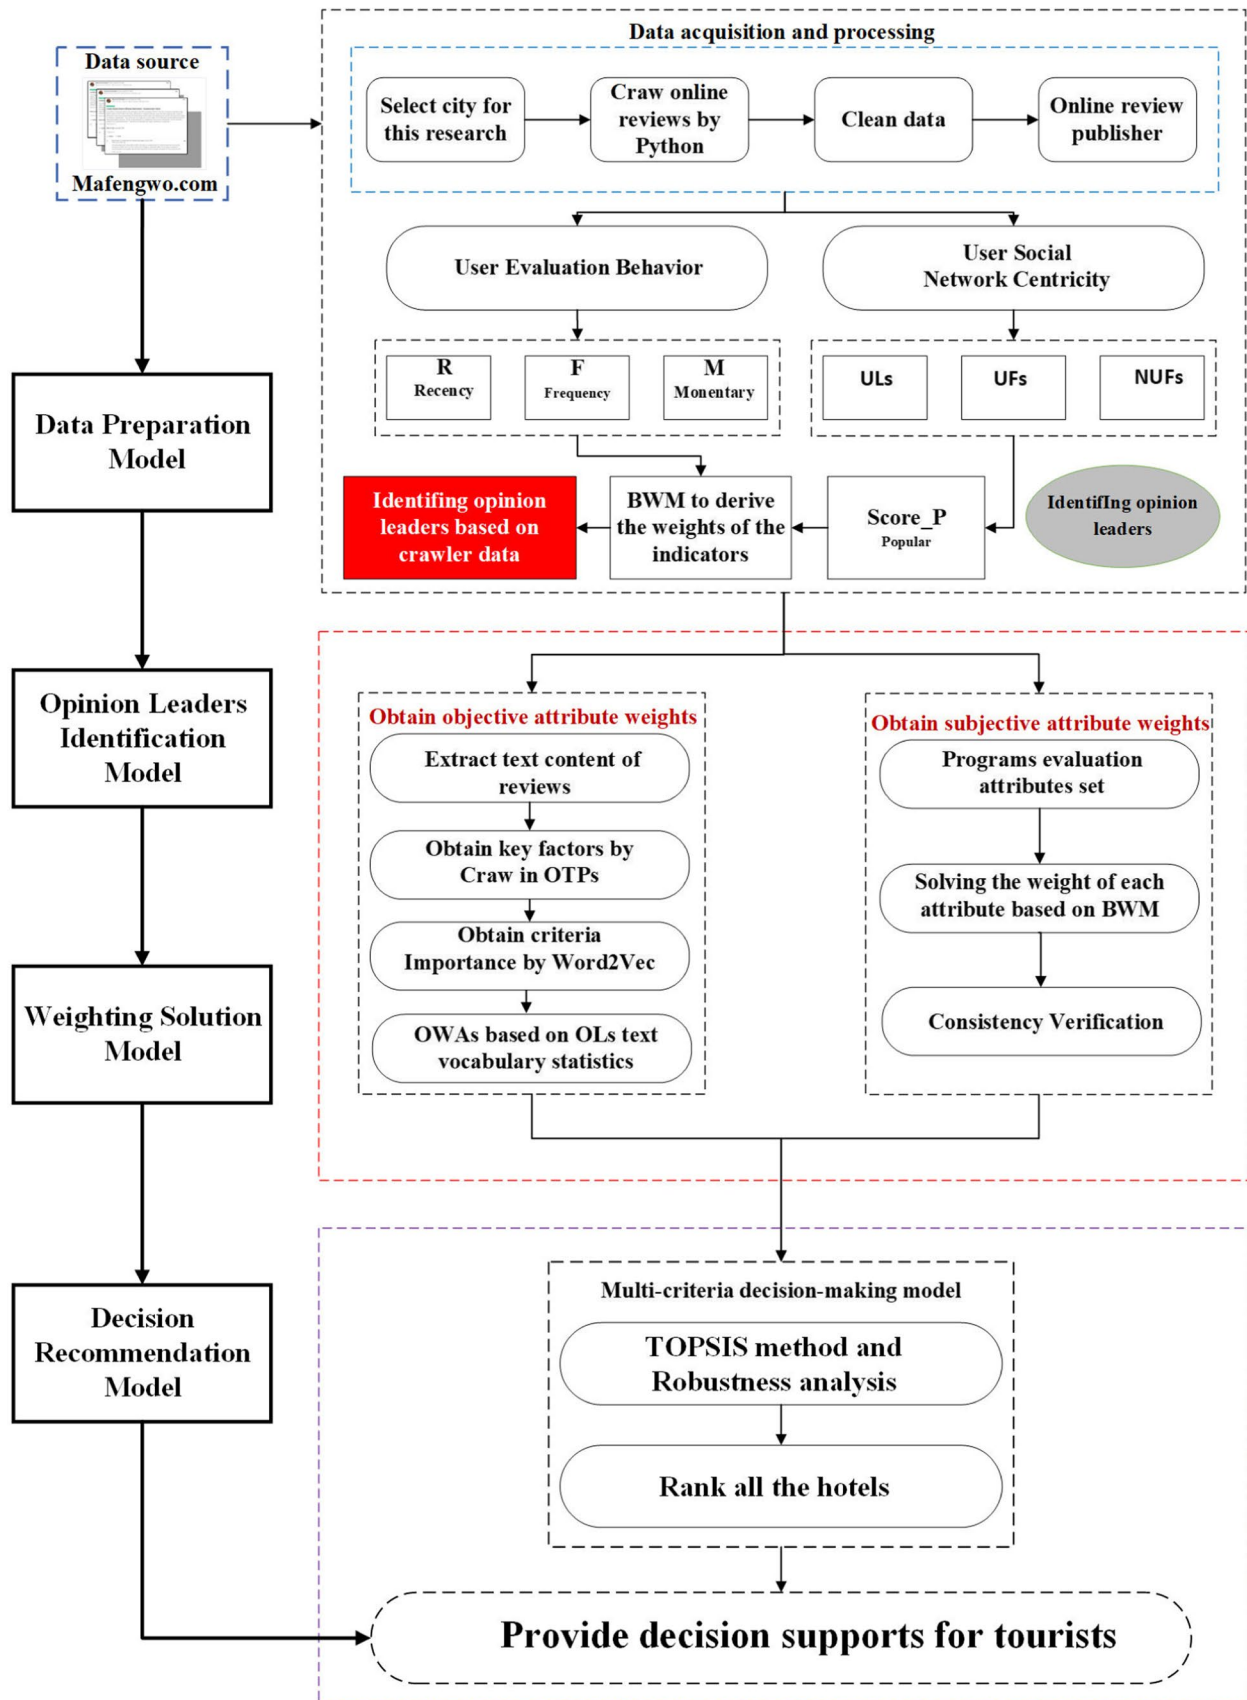 Data acquisition and processing
Data source
Mafengwo.com
Select city for
this research
Craw online
reviews by
Python
Clean data
Online review
publisher
User Evaluation Behavior
User Social
Network Centricity
R
Recency
F
Frequency
M
Monentary
ULs
UFs
NUFs
Data Preparation
Model
Identifing opinion
leaders based on
crawler data
BWM to derive
the weights of the
indicators
Score_P
Popular
IdentifIng opinion
leaders
Opinion Leaders
Identification
Model
Obtain objective attribute weights
Extract text content of
reviews
Obtain key factors by
Craw in OTPs
Obtain criteria
Importance by Word2Vec
OWAs based on OLs text
vocabulary statistics
Obtain subjective attribute weights
Programs evaluation
attributes set
Solving the weight of each
attribute based on BWM
Consistency Verification
Weighting Solution
Model
Decision
Recommendation
Model
Multi-criteria decision-making model
TOPSIS method and
Robustness analysis
Rank all the hotels
Provide decision supports for tourists